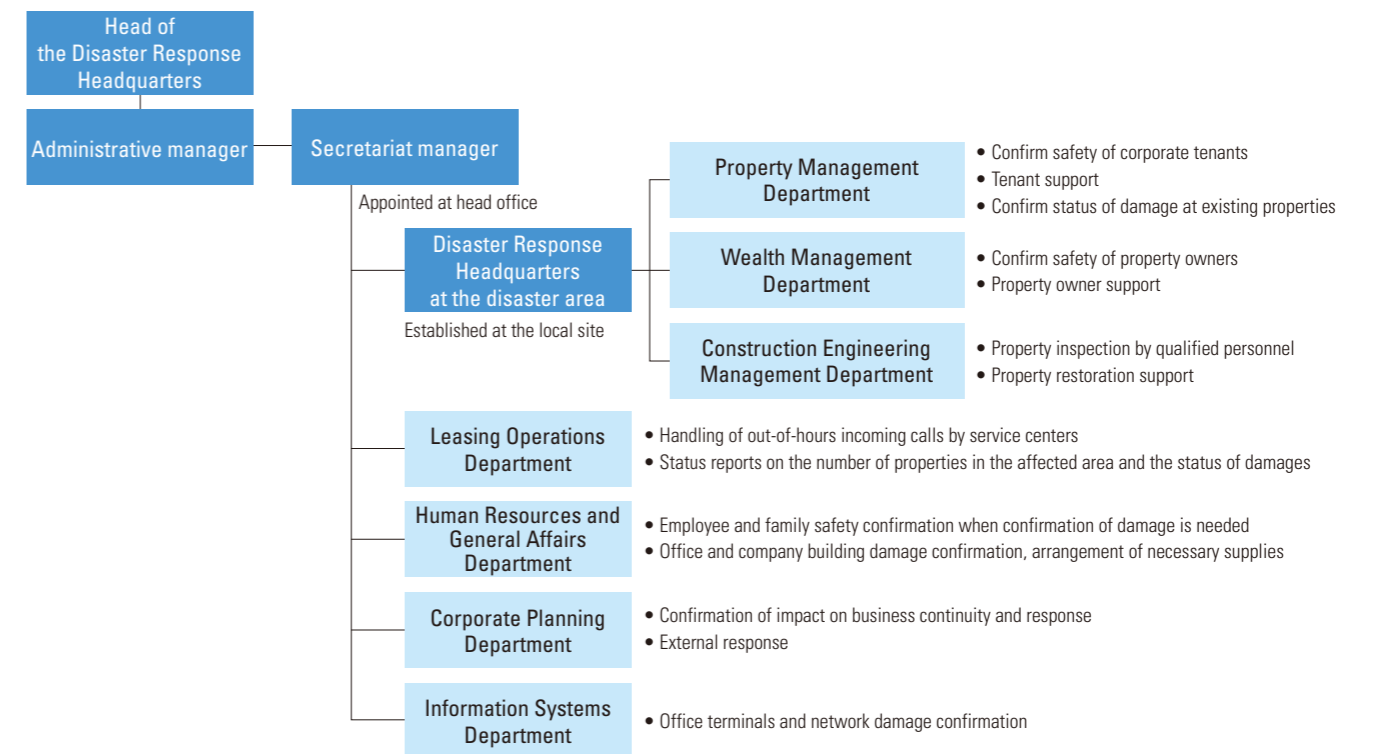 Head of
the Disaster Response
Headquarters
Administrative manager
Secretariat manager
Appointed at head office
Disaster Response
Headquarters
at the disaster area
Established at the local site
Property Management
Department
• Confirm safety of corporate tenants
• Tenant support
• Confirm status of damage at existing properties
Wealth Management
Department
• Confirm safety of property owners
• Property owner support
Construction Engineering
Management Department
• Property inspection by qualified personnel
• Property restoration support
Leasing Operations
Department
• Handling of out-of-hours incoming calls by service centers
• Status reports on the number of properties in the affected area and the status of damages
Human Resources and
General Affairs
Department
• Employee and family safety confirmation when confirmation of damage is needed
• Office and company building damage confirmation, arrangement of necessary supplies
Corporate Planning
Department
• Confirmation of impact on business continuity and response
• External response
Information Systems
Department
• Office terminals and network damage confirmation